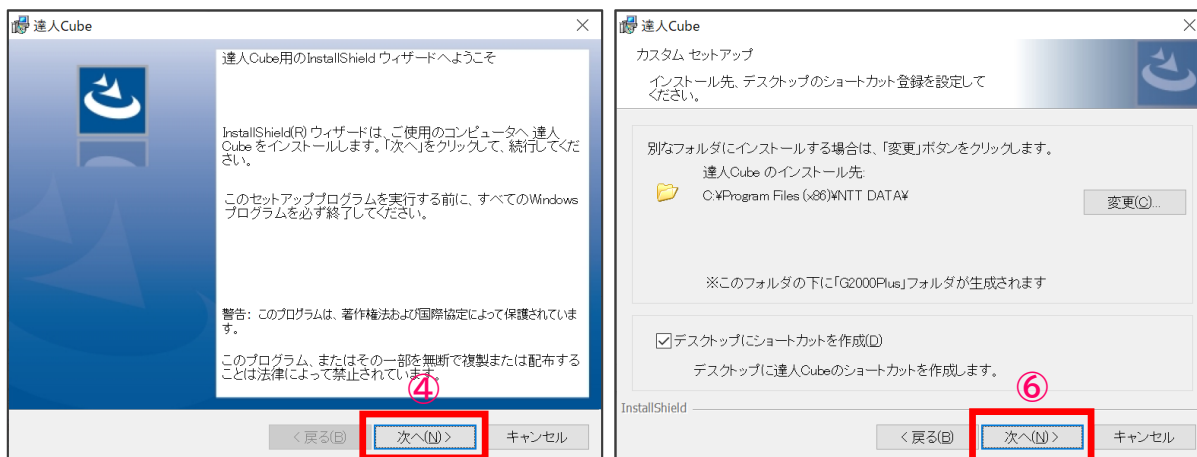 達人Cube
達人Cube用のInstallShield ウィザードへようこそ
InstallShield(R) ウィザードは、ご使用のコンピュータへ 達人
Cube をインストールします。「次へ」をクリックして、続行してくだ
さい。
このセットアッププログラムを実行する前に、すべてのWindows
プログラムを必ず終了してください。
警告: このプログラムは、著作権法および国際協定によって保護されていま
す。
このプログラム、またはその一部を無断で複製または配布する
ことは法律によって禁止されています。
④
< 戻る(B)
次へ(N) >
キャンセル
達人Cube
カスタム セットアップ
インストール先、デスクトップのショートカット登録を設定して
ください。
別なフォルダにインストールする場合は、「変更」ボタンをクリックします。
達人Cube のインストール先:
C:¥Program Files (x86)¥NTT DATA¥
変更(C)...
※このフォルダの下に「G2000Plus」フォルダが生成されます
デスクトップにショートカットを作成(D)
デスクトップに達人Cubeのショートカットを作成します。
⑥
InstallShield
< 戻る(B)
次へ(N) >
キャンセル